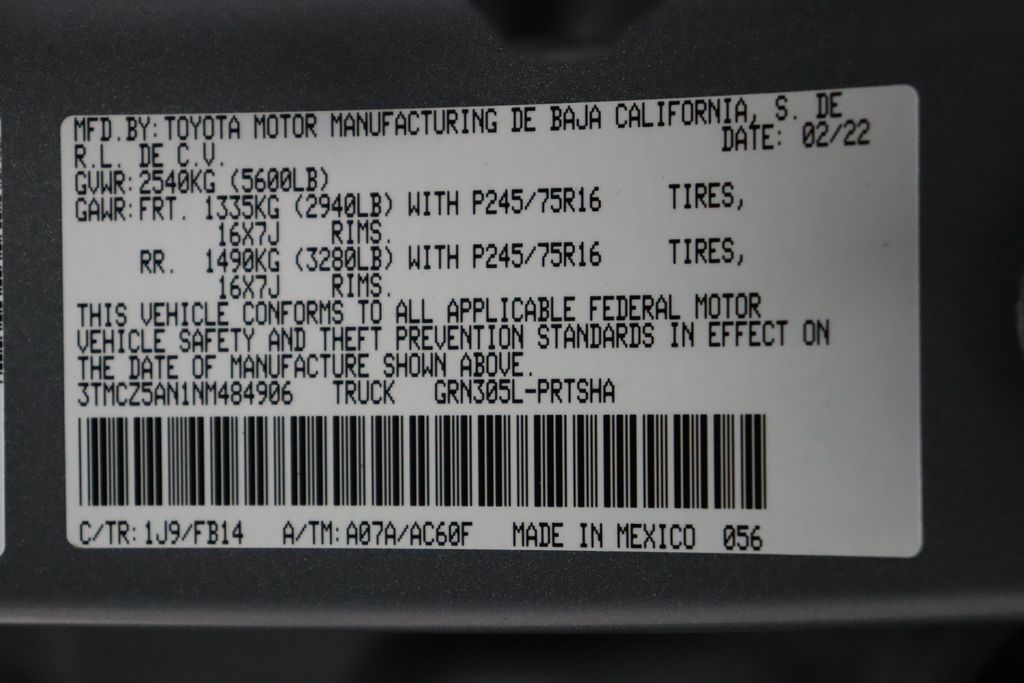 MFD.BY: TOYOTA MOTOR MANUFACTURING DE BAJA CALIFORNIA, S. DE
R.L. DE C.V. DATE: 02/22
GVWR: 2540KG (5600LB)
GAWR: FRT. 1335KG (2940LB) WITH P245/75R16 TIRES,
16X7J RIMS.
RR. 1490KG (3280LB) WITH P245/75R16 TIRES,
16X7J RIMS.
THIS VEHICLE CONFORMS TO ALL APPLICABLE FEDERAL MOTOR
VEHICLE SAFETY AND THEFT PREVENTION STANDARDS IN EFFECT ON
THE DATE OF MANUFACTURE SHOWN ABOVE.
3TMCZ5AN1NM484906 TRUCK GRN305L-PRTSHA
C/TR: 1J9/FB14 A/TM: A07A/AC60F MADE IN MEXICO 056